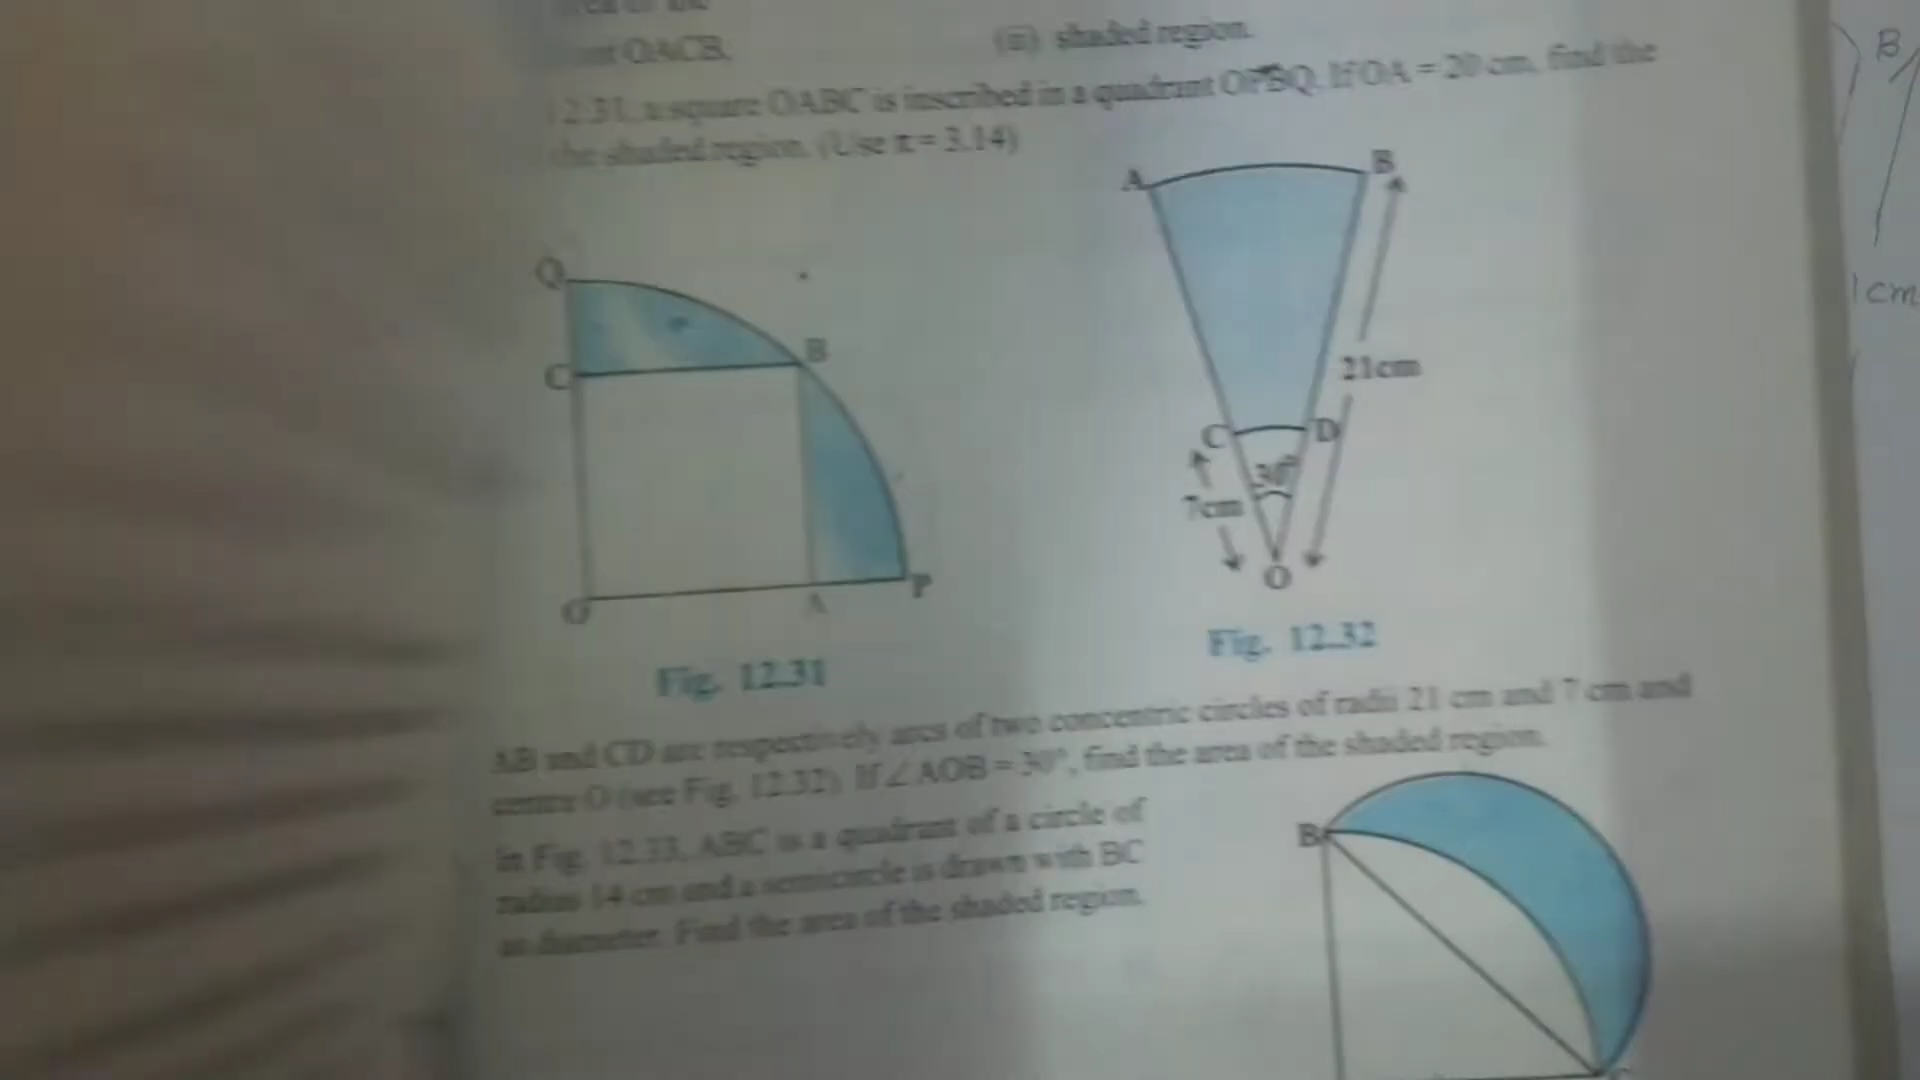 OACB.
(ii) shaded region.
12.31, a square OABC is inscribed in a quadrant OPBQ. If OA = 20 cm, find the
the shaded region. (Use π = 3.14)
Q
B
C
O
A
P
Fig. 12.31
A
B
21cm
C
D
30°
7cm
O
Fig. 12.32
AB and CD are respectively arcs of two concentric circles of radii 21 cm and 7 cm and
centre O (see Fig. 12.32). If ∠ AOB = 30°, find the area of the shaded region.
In Fig. 12.33, ABC is a quadrant of a circle of
radius 14 cm and a semicircle is drawn with BC
as diameter. Find the area of the shaded region.
B
C
B
1cm